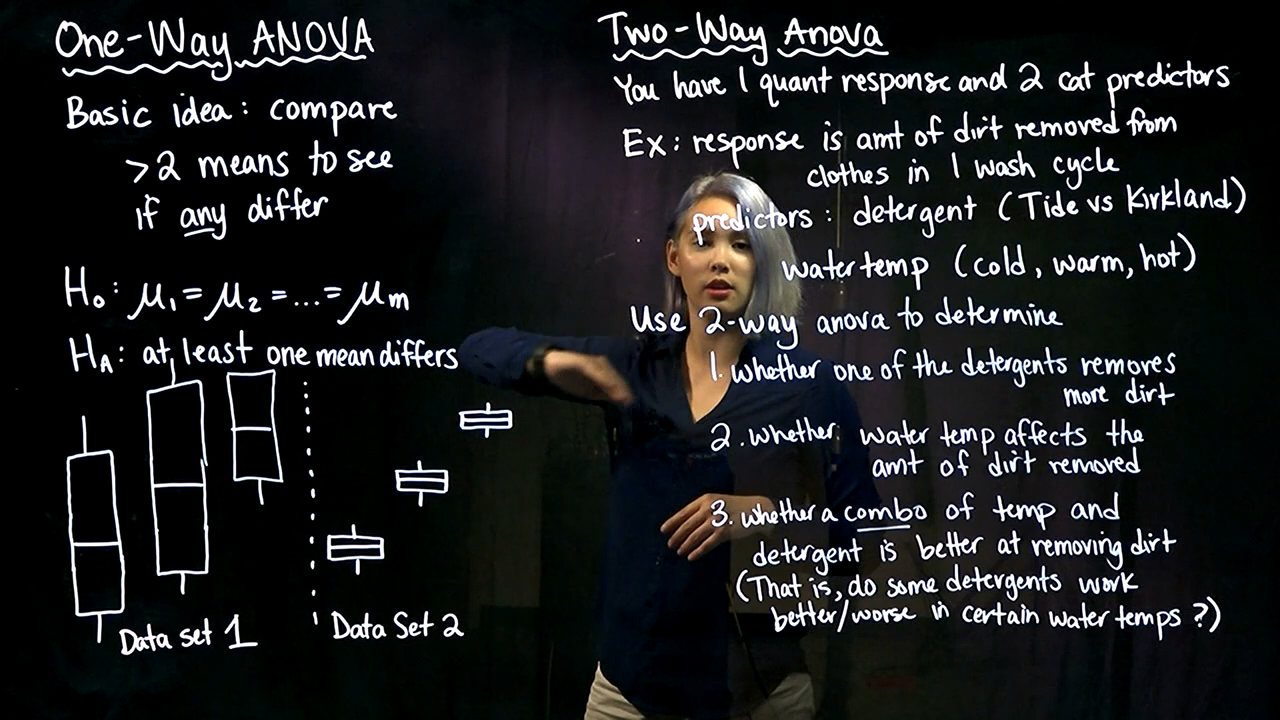 One-Way ANOVA
Basic idea: compare
>2 means to see
if any differ
H₀: μ₁ = μ₂ = ... = μₘ
H_A: at least one mean differs
Data set 1
Data Set 2
Two-Way Anova
You have 1 quant response and 2 cat predictors
Ex: response is amt of dirt removed from
clothes in 1 wash cycle
predictors: detergent (Tide vs Kirkland)
water temp (cold, warm, hot)
Use 2-way anova to determine
1. Whether one of the detergents removes
more dirt
2. Whether water temp affects the
amt of dirt removed
3. Whether a combo of temp and
detergent is better at removing dirt
(That is, do some detergents work
better/worse in certain water temps?)